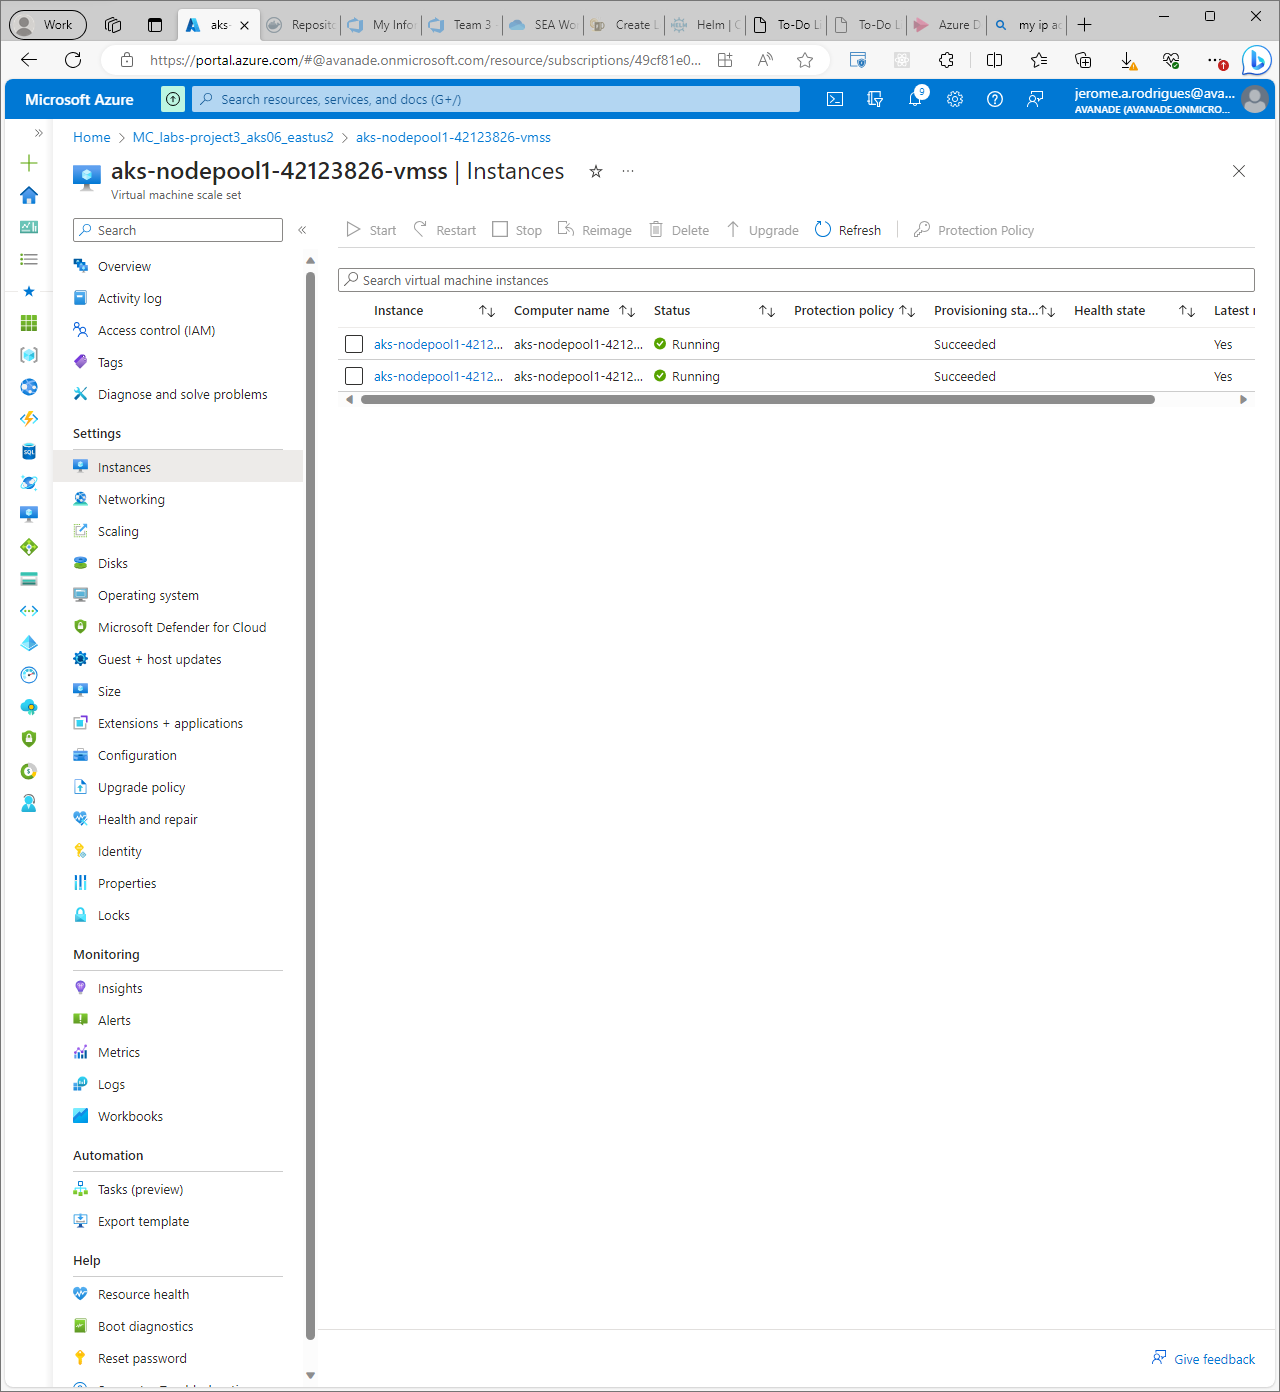 Work
aks-
Reposito
My Infor
Team 3 -
SEA Wo
Create L
Helm | C
To-Do Li
To-Do L
Azure D
my ip ad
https://portal.azure.com/#@avanade.onmicrosoft.com/resource/subscriptions/49cf81e0...
Microsoft Azure
Search resources, services, and docs (G+/)
9
jerome.a.rodrigues@ava...
AVANADE (AVANADE.ONMICRO...
Home > MC_labs-project3_aks06_eastus2 > aks-nodepool1-42123826-vmss
aks-nodepool1-42123826-vmss | Instances
Virtual machine scale set
Search
Start Restart Stop Reimage Delete Upgrade Refresh Protection Policy
Search virtual machine instances
Instance Computer name Status Protection policy Provisioning sta... Health state Latest
aks-nodepool1-4212... aks-nodepool1-4212... Running Succeeded Yes
aks-nodepool1-4212... aks-nodepool1-4212... Running Succeeded Yes
Overview
Activity log
Access control (IAM)
Tags
Diagnose and solve problems
Settings
Instances
Networking
Scaling
Disks
Operating system
Microsoft Defender for Cloud
Guest + host updates
Size
Extensions + applications
Configuration
Upgrade policy
Health and repair
Identity
Properties
Locks
Monitoring
Insights
Alerts
Metrics
Logs
Workbooks
Automation
Tasks (preview)
Export template
Help
Resource health
Boot diagnostics
Reset password
Give feedback